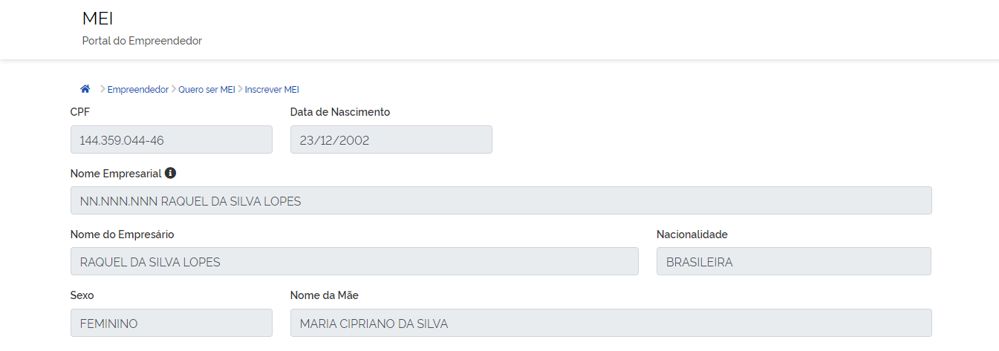 MEI
Portal do Empreendedor
Empreendedor Quero ser MEI Inscrever MEI
CPF Data de Nascimento
144.359.044-46 23/12/2002
Nome Empresarial
NN.NNN.NNN RAQUEL DA SILVA LOPES
Nome do Empresário Nacionalidade
RAQUEL DA SILVA LOPES BRASILEIRA
Sexo Nome da Mãe
FEMININO MARIA CIPRIANO DA SILVA